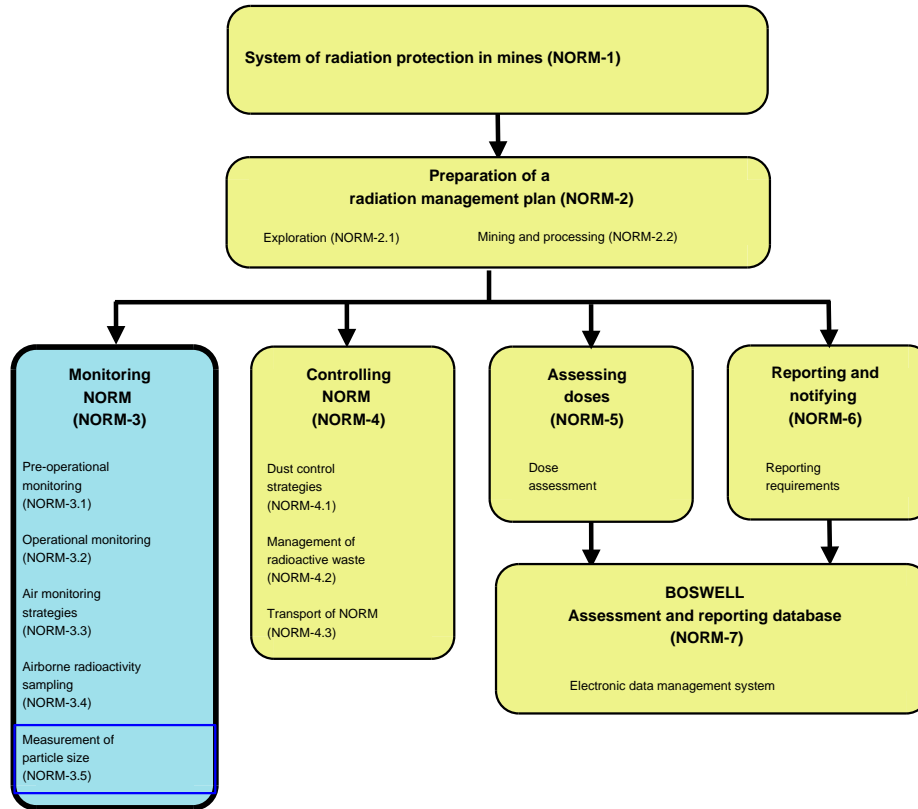 System of radiation protection in mines (NORM-1)
Preparation of a
radiation management plan (NORM-2)
Exploration (NORM-2.1)
Mining and processing (NORM-2.2)
Monitoring
NORM
(NORM-3)
Pre-operational
monitoring
(NORM-3.1)
Operational monitoring
(NORM-3.2)
Air monitoring
strategies
(NORM-3.3)
Airborne radioactivity
sampling
(NORM-3.4)
Measurement of
particle size
(NORM-3.5)
Controlling
NORM
(NORM-4)
Dust control
strategies
(NORM-4.1)
Management of
radioactive waste
(NORM-4.2)
Transport of NORM
(NORM-4.3)
Assessing
doses
(NORM-5)
Dose
assessment
Reporting and
notifying
(NORM-6)
Reporting
requirements
BOSWELL
Assessment and reporting database
(NORM-7)
Electronic data management system